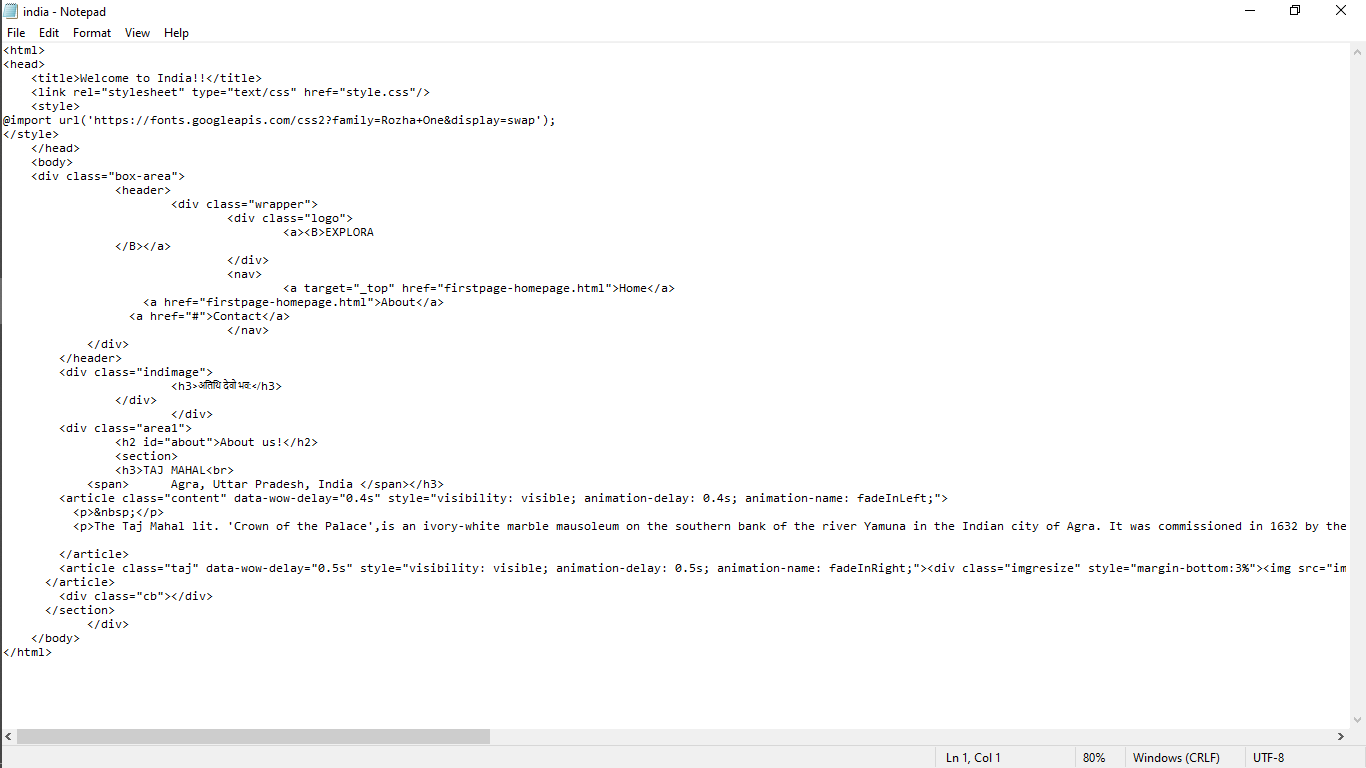 india - Notepad
File Edit Format View Help
<html>
<head>
<title>Welcome to India!!</title>
<link rel="stylesheet" type="text/css" href="style.css"/>
<style>
@import url('https://fonts.googleapis.com/css2?family=Rozha+One&display=swap');
</style>
</head>
<body>
<div class="box-area">
<header>
<div class="wrapper">
<div class="logo">
<a><B>EXPLORA
</B></a>
</div>
<nav>
<a target="_top" href="firstpage-homepage.html">Home</a>
<a href="firstpage-homepage.html">About</a>
<a href="#">Contact</a>
</nav>
</div>
</header>
<div class="indimage">
<h3>अतिथि देवो भव:</h3>
</div>
</div>
<div class="area1">
<h2 id="about">About us!</h2>
<section>
<h3>TAJ MAHAL<br>
<span> Agra, Uttar Pradesh, India </span></h3>
<article class="content" data-wow-delay="0.4s" style="visibility: visible; animation-delay: 0.4s; animation-name: fadeInLeft;">
<p>&nbsp;</p>
<p>The Taj Mahal lit. 'Crown of the Palace',is an ivory-white marble mausoleum on the southern bank of the river Yamuna in the Indian city of Agra. It was commissioned in 1632 by the
</article>
<article class="taj" data-wow-delay="0.5s" style="visibility: visible; animation-delay: 0.5s; animation-name: fadeInRight;"><div class="imgresize" style="margin-bottom:3%"><img src="im
</article>
<div class="cb"></div>
</section>
</div>
</body>
</html>
Ln 1, Col 1 80% Windows (CRLF) UTF-8